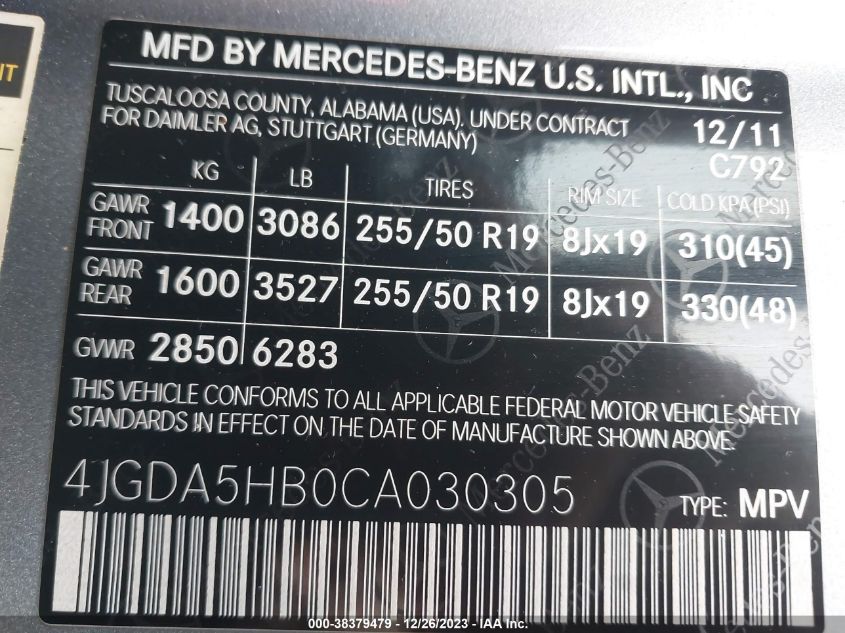 NT
MFD BY MERCEDES-BENZ U.S. INTL., INC
TUSCALOOSA COUNTY, ALABAMA (USA), UNDER CONTRACT
FOR DAIMLER AG, STUTTGART (GERMANY)
12/11
C792
KG LB TIRES RIM SIZE COLD KPA(PSI)
GAWR FRONT 1400 3086 255/50 R19 8Jx19 310(45)
GAWR REAR 1600 3527 255/50 R19 8Jx19 330(48)
GVWR 2850 6283
THIS VEHICLE CONFORMS TO ALL APPLICABLE FEDERAL MOTOR VEHICLE SAFETY
STANDARDS IN EFFECT ON THE DATE OF MANUFACTURE SHOWN ABOVE.
4JGDA5HB0CA030305
TYPE: MPV
Mercedes-Benz
000-38379479 - 12/26/2023 - IAA Inc.